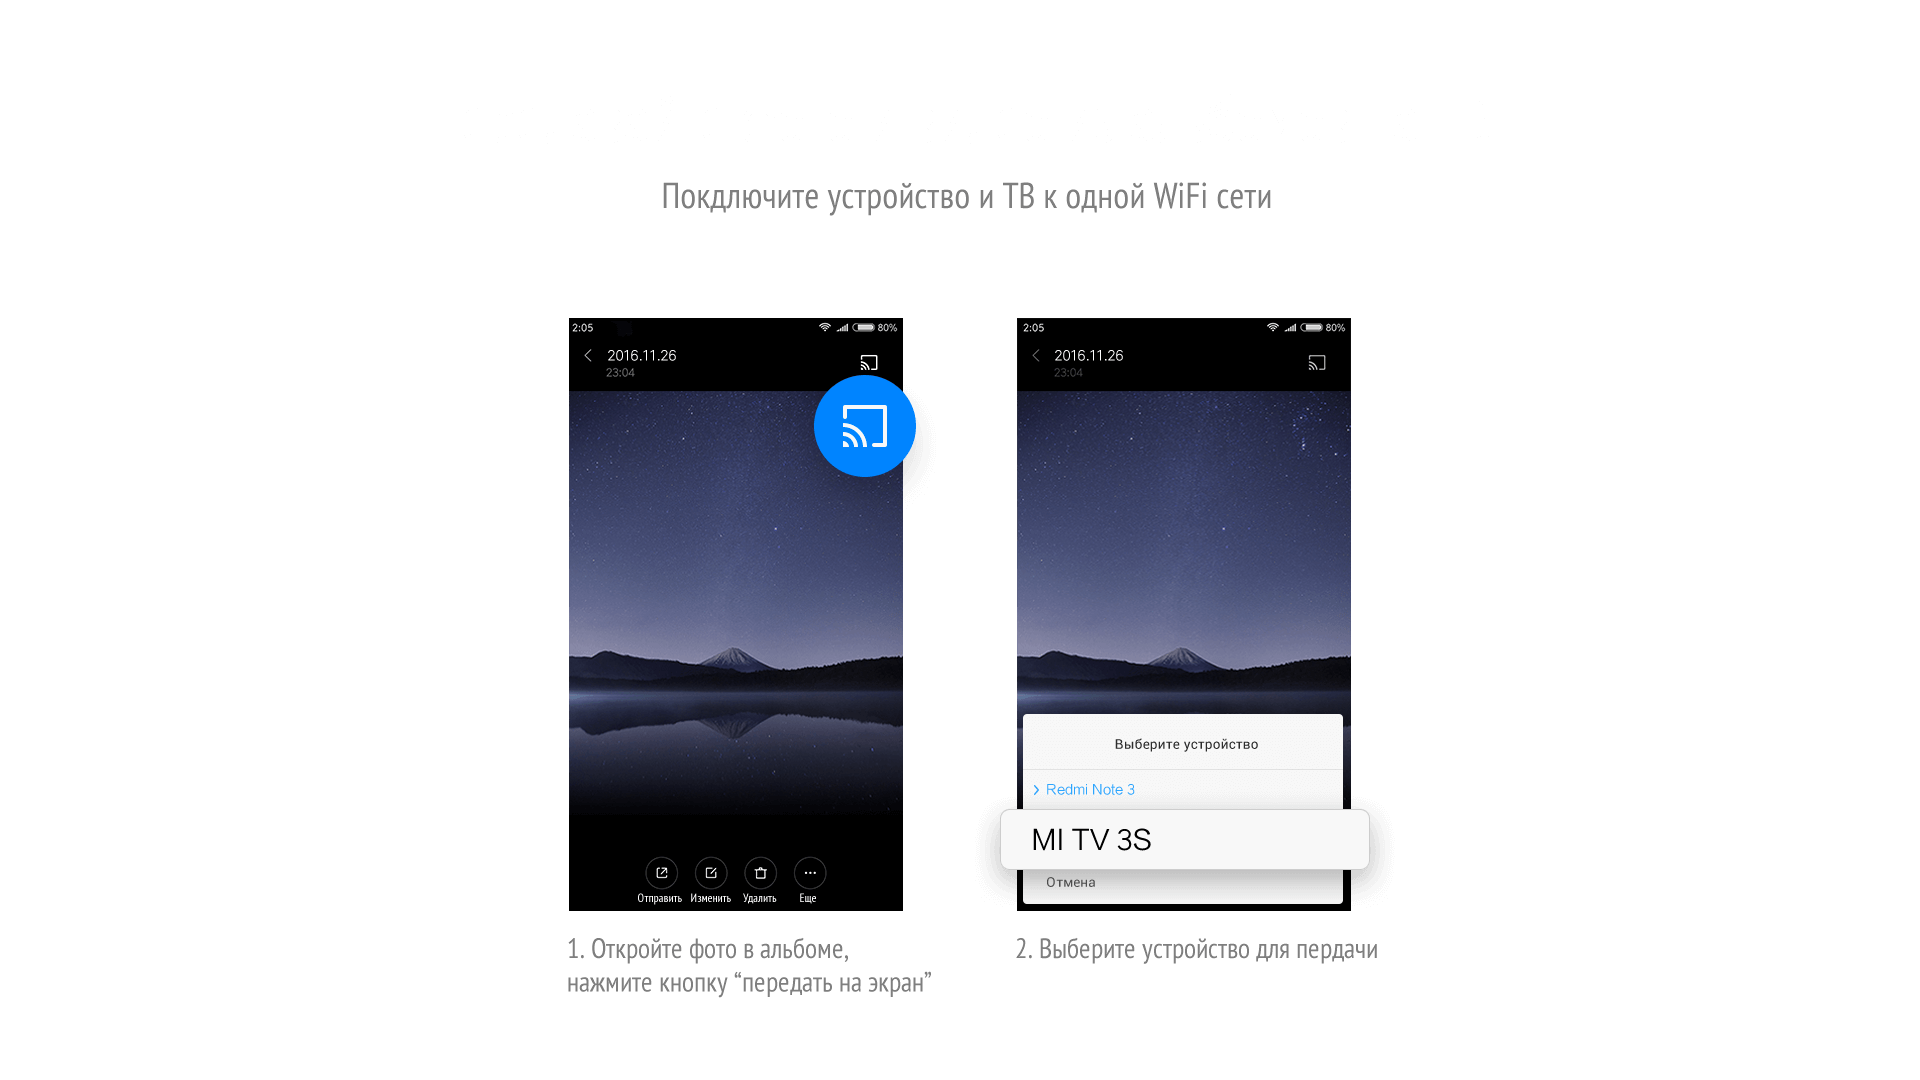 Покдлючите устройство и ТВ к одной WiFi сети
2:05
80%
2016.11.26
23:04
Отправить
Изменить
Удалить
Еще
1. Откройте фото в альбоме,
нажмите кнопку “передать на экран”
2:05
80%
2016.11.26
23:04
Выберите устройство
Redmi Note 3
MI TV 3S
Отмена
2. Выберите устройство для пердачи